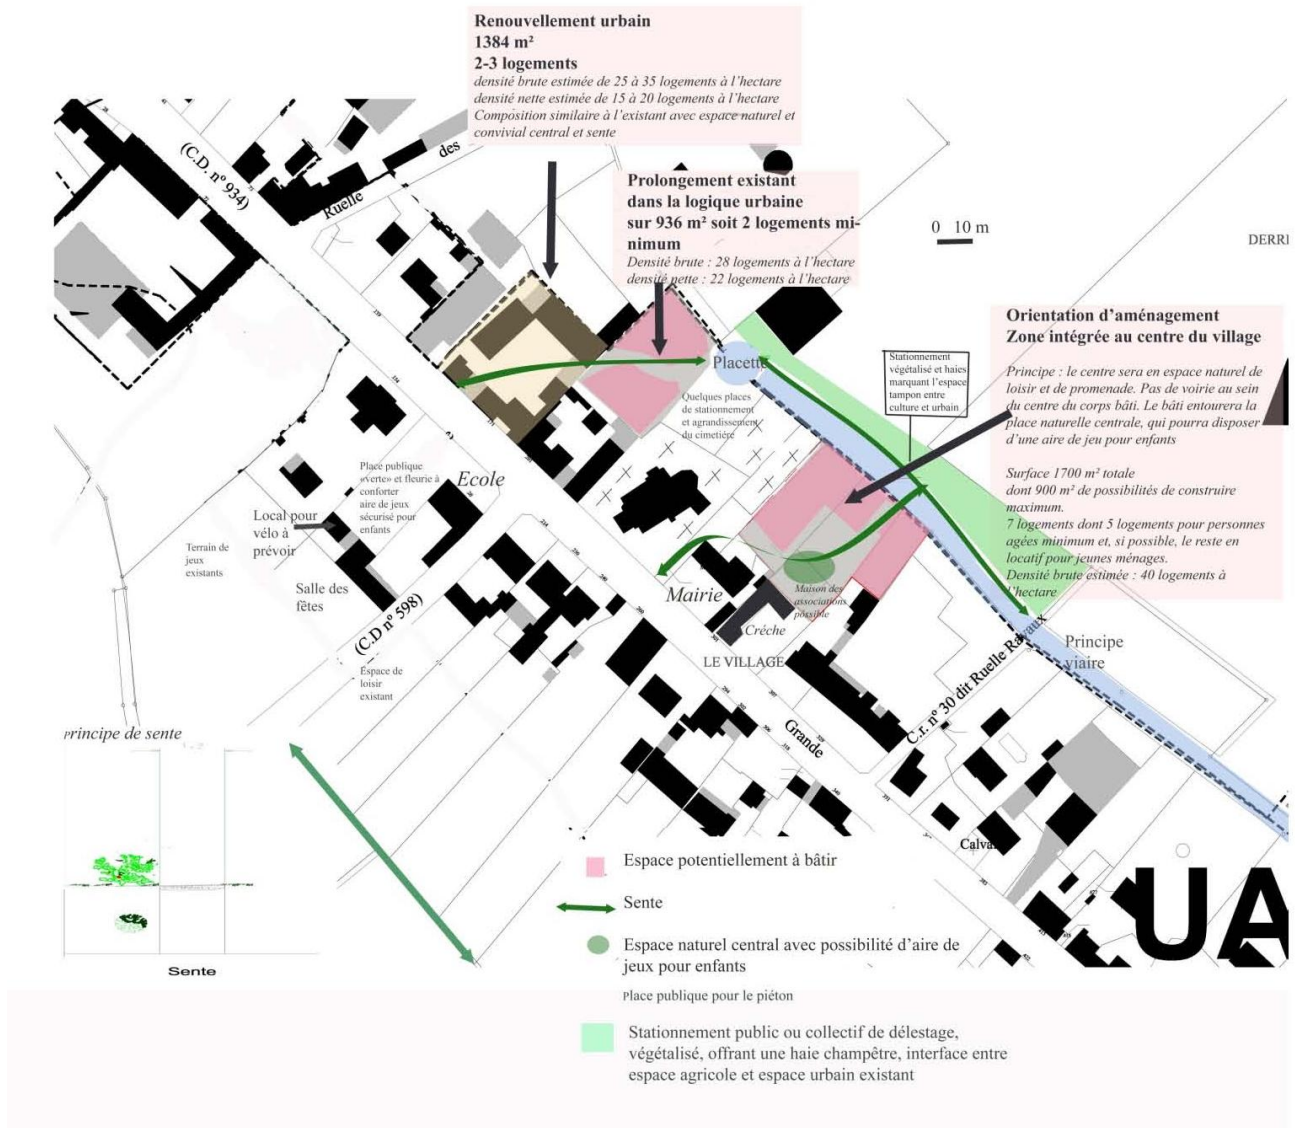 Renouvellement urbain
1384 m²
2-3 logements
densité brute estimée de 25 à 35 logements à l'hectare
densité nette estimée de 15 à 20 logements à l'hectare
Composition similaire à l'existant avec espace naturel et
convivial central et sente
(C.D. nº 934)
Ruelle
des
Prolongement existant
dans la logique urbaine
sur 936 m² soit 2 logements mi-
nimum
Densité brute : 28 logements à l'hectare
densité nette : 22 logements à l'hectare
0 10 m
DERRI
Orientation d'aménagement
Zone intégrée au centre du village
Principe : le centre sera en espace naturel de
loisir et de promenade. Pas de voirie au sein
du centre du corps bâti. Le bâti entourera la
place naturelle centrale, qui pourra disposer
d'une aire de jeu pour enfants
Surface 1700 m² totale
dont 900 m² de possibilités de construire
maximum.
7 logements dont 5 logements pour personnes
agées minimum et, si possible, le reste en
locatif pour jeunes ménages.
Densité brute estimée : 40 logements à
l'hectare
Placette
Stationnement
végétalisé et haies
marquant l'espace
tampon entre
culture et urbain
Quelques places
de stationnement
et agrandissement
du cimetière
Place publique
«verte» et fleurie à
conforter
aire de jeux
sécurisé pour
enfants
Ecole
Local pour
vélo à
prévoir
Terrain de
jeux
existants
Salle des
fêtes
(C.D nº 598)
Espace de
loisir
existant
Mairie
Maison des
associations
possible
Créche
LE VILLAGE
Grande
C.r. nº 30 dit Ruelle Ravaux
Principe
viaire
Calva
UA
Principe de sente
Sente
Espace potentiellement à bâtir
Sente
Espace naturel central avec possibilité d'aire de
jeux pour enfants
Place publique pour le piéton
Stationnement public ou collectif de délestage,
végétalisé, offrant une haie champêtre, interface entre
espace agricole et espace urbain existant